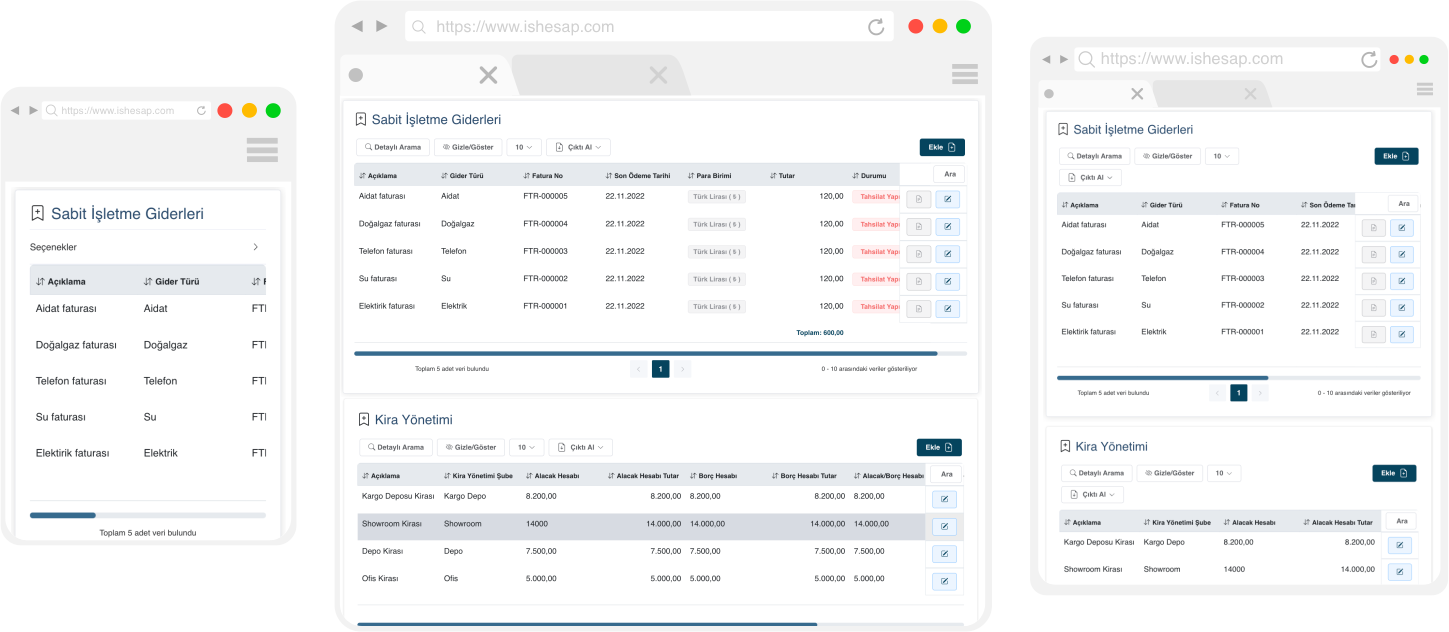 https://www.ishesap.com
Sabit İşletme Giderleri
Seçenekler
Açıklama Gider Türü
Aidat faturası Aidat FTI
Doğalgaz faturası Doğalgaz FTI
Telefon faturası Telefon FTI
Su faturası Su FTI
Elektirik faturası Elektrik FTI
Toplam 5 adet veri bulundu
https://www.ishesap.com
Sabit İşletme Giderleri
Detaylı Arama Gizle/Göster 10 Çıktı Al Ekle
Açıklama Gider Türü Fatura No Son Ödeme Tarihi Para Birimi Tutar Durumu Ara
Aidat faturası Aidat FTR-000005 22.11.2022 Türk Lirası ( ₺ ) 120,00 Tahsilat Yapı
Doğalgaz faturası Doğalgaz FTR-000004 22.11.2022 Türk Lirası ( ₺ ) 120,00 Tahsilat Yapı
Telefon faturası Telefon FTR-000003 22.11.2022 Türk Lirası ( ₺ ) 120,00 Tahsilat Yapı
Su faturası Su FTR-000002 22.11.2022 Türk Lirası ( ₺ ) 120,00 Tahsilat Yapı
Elektirik faturası Elektrik FTR-000001 22.11.2022 Türk Lirası ( ₺ ) 120,00 Tahsilat Yapı
Toplam: 600,00
Toplam 5 adet veri bulundu 1 0 - 10 arasındaki veriler gösteriliyor
Kira Yönetimi
Detaylı Arama Gizle/Göster 10 Çıktı Al Ekle
Açıklama Kira Yönetimi Şube Alacak Hesabı Alacak Hesabı Tutar Borç Hesabı Borç Hesabı Tutar Alacak/Borç Hesabı Ara
Kargo Deposu Kirası Kargo Depo 8.200,00 8.200,00 8.200,00 8.200,00 8.200,00
Showroom Kirası Showroom 14000 14.000,00 14.000,00 14.000,00 14.000,00
Depo Kirası Depo 7.500,00 7.500,00 7.500,00 7.500,00 7.500,00
Ofis Kirası Ofis 5.000,00 5.000,00 5.000,00 5.000,00 5.000,00
https://www.ishesap.com
Sabit İşletme Giderleri
Detaylı Arama Gizle/Göster 10 Ekle
Çıktı Al
Açıklama Gider Türü Fatura No Son Ödeme Tar Ara
Aidat faturası Aidat FTR-000005 22.11.2022
Doğalgaz faturası Doğalgaz FTR-000004 22.11.2022
Telefon faturası Telefon FTR-000003 22.11.2022
Su faturası Su FTR-000002 22.11.2022
Elektirik faturası Elektrik FTR-000001 22.11.2022
Toplam 5 adet veri bulundu 1 0 - 10 arasındaki veriler gösteriliyor
Kira Yönetimi
Detaylı Arama Gizle/Göster 10 Ekle
Çıktı Al
Açıklama Kira Yönetimi Şube Alacak Hesabı Alacak Hesabı Tutar Ara
Kargo Deposu Kirası Kargo Depo 8.200,00 8.200,00
Showroom Kirası Showroom 14000 14.000,00